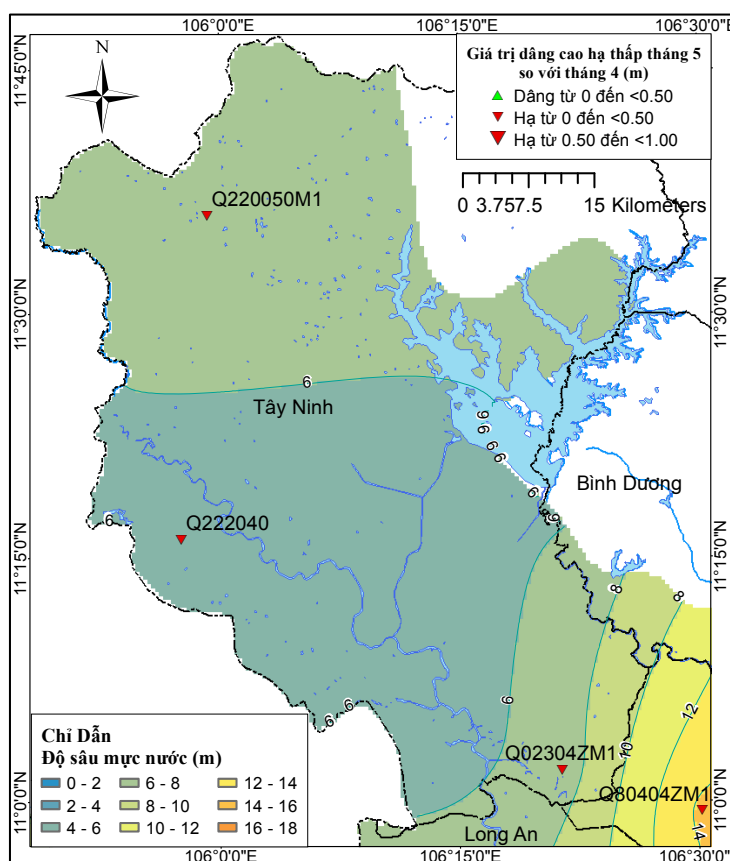 106°0'0"E
106°15'0"E
106°30'0"E
11°45'0"N
11°30'0"N
11°15'0"N
11°0'0"N
N
Giá trị dâng cao hạ thấp tháng 5
so với tháng 4 (m)
Dâng từ 0 đến <0.50
Hạ từ 0 đến <0.50
Hạ từ 0.50 đến <1.00
0 3.75 7.5 15 Kilometers
Q220050M1
11°30'0"N
6
Tây Ninh
6
6
6
6
Bình Dương
6
6
6
Q222040
11°15'0"N
8
8
6
12
6
10
Q02304ZM1
Q80404ZM1
11°0'0"N
14
Long An
Chỉ Dẫn
Độ sâu mực nước (m)
0 - 2
6 - 8
12 - 14
2 - 4
8 - 10
14 - 16
4 - 6
10 - 12
16 - 18
106°0'0"E
106°15'0"E
106°30'0"E